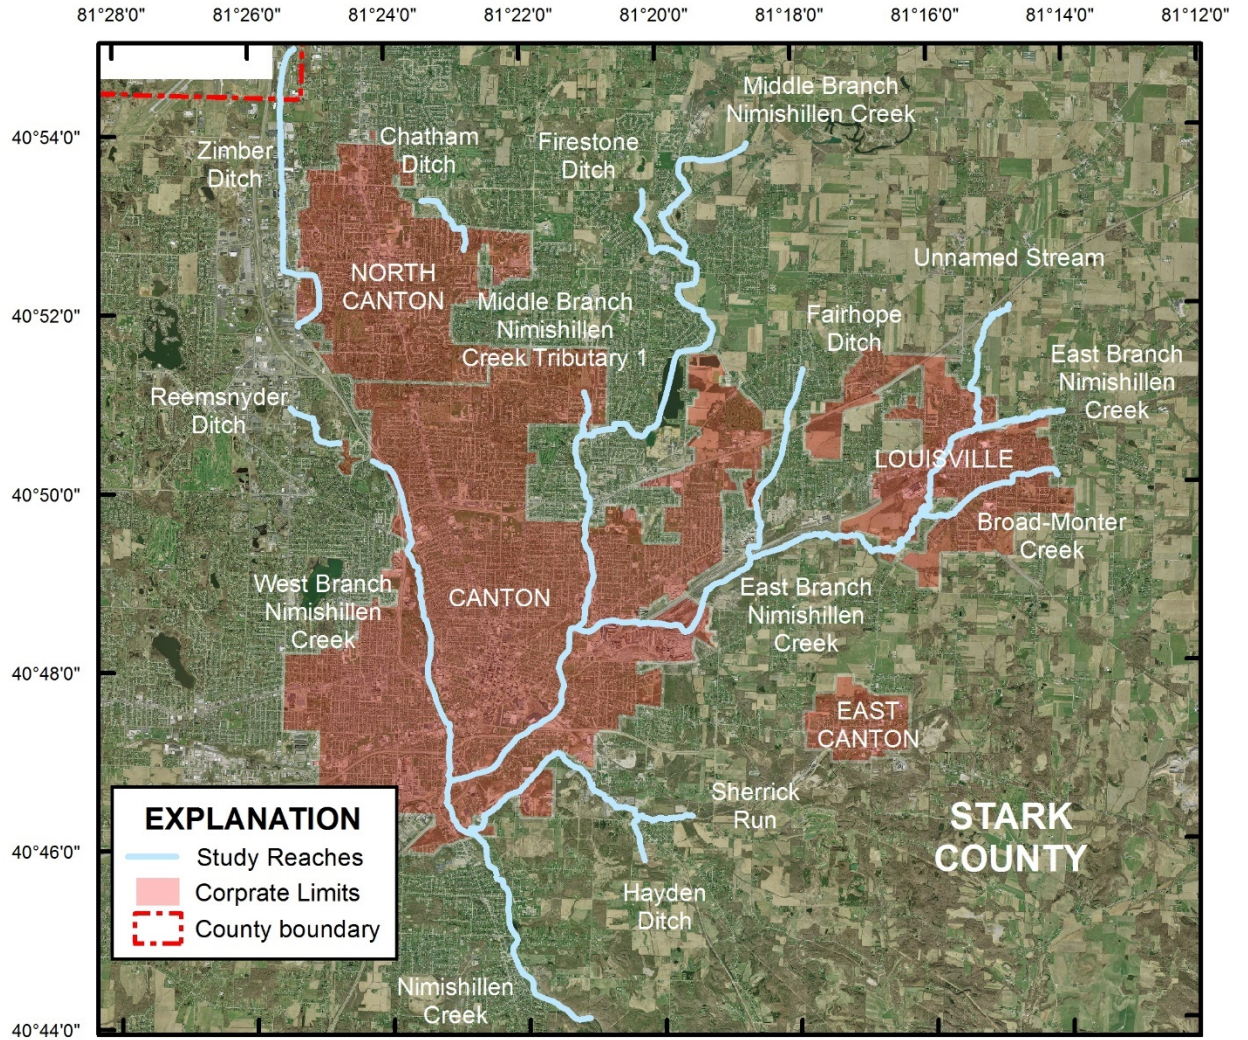 81°28'0" 81°26'0" 81°24'0" 81°22'0" 81°20'0" 81°18'0" 81°16'0" 81°14'0" 81°12'0"
40°54'0"
40°52'0"
40°50'0"
40°48'0"
40°46'0"
40°44'0"
Middle Branch
Nimishillen Creek
Zimber
Ditch
Chatham
Ditch
Firestone
Ditch
Unnamed Stream
NORTH
CANTON
Middle Branch
Nimishillen
Creek Tributary 1
Fairhope
Ditch
East Branch
Nimishillen
Creek
Reemsnyder
Ditch
LOUISVILLE
Broad-Monter
Creek
West Branch
Nimishillen
Creek
CANTON
East Branch
Nimishillen
Creek
EAST
CANTON
Sherrick
Run
STARK
COUNTY
Hayden
Ditch
Nimishillen
Creek
EXPLANATION
Study Reaches
Corprate Limits
County boundary